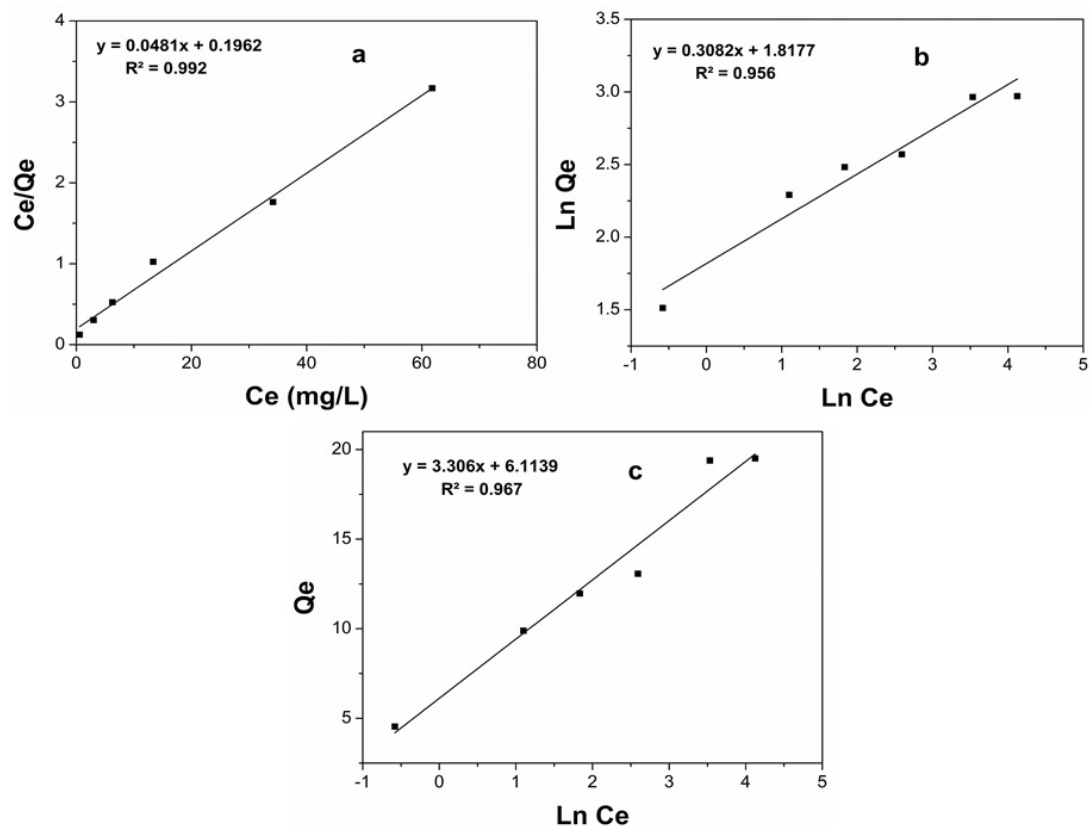 y = 0.0481x + 0.1962
R² = 0.992
a
Ce/Qe
4
3
2
1
0
0 20 40 60 80
Ce (mg/L)
y = 0.3082x + 1.8177
R² = 0.956
b
Ln Qe
3.5
3.0
2.5
2.0
1.5
-1 0 1 2 3 4 5
Ln Ce
y = 3.306x + 6.1139
R² = 0.967
c
Qe
20
15
10
5
-1 0 1 2 3 4 5
Ln Ce